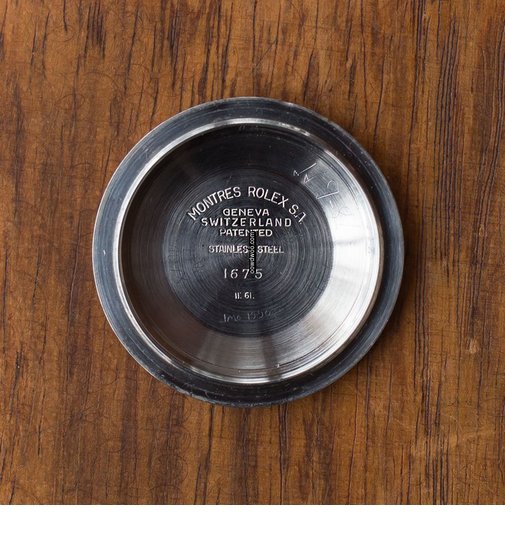 MONTRES ROLEX S.A.
GENEVA
SWITZERLAND
PATENTED
STAINLESS STEEL
1675
II 61.